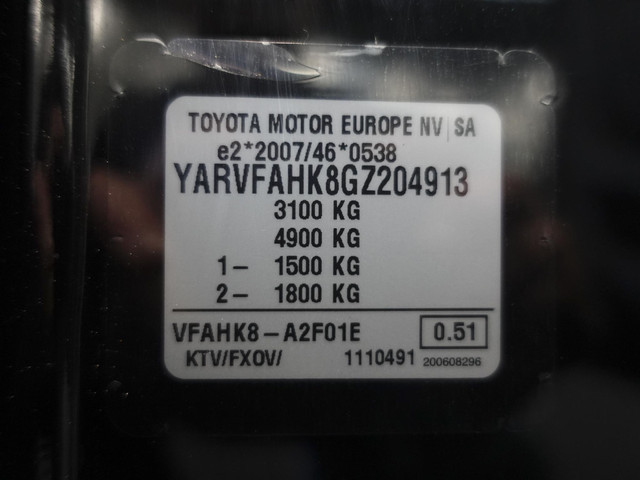 TOYOTA MOTOR EUROPE NV/SA
e2*2007/46*0538
YARVFAHK8GZ204913
3100 KG
4900 KG
1- 1500 KG
2- 1800 KG
VFAHK8-A2F01E 0.51
KTV/FXOV/ 1110491 200608296